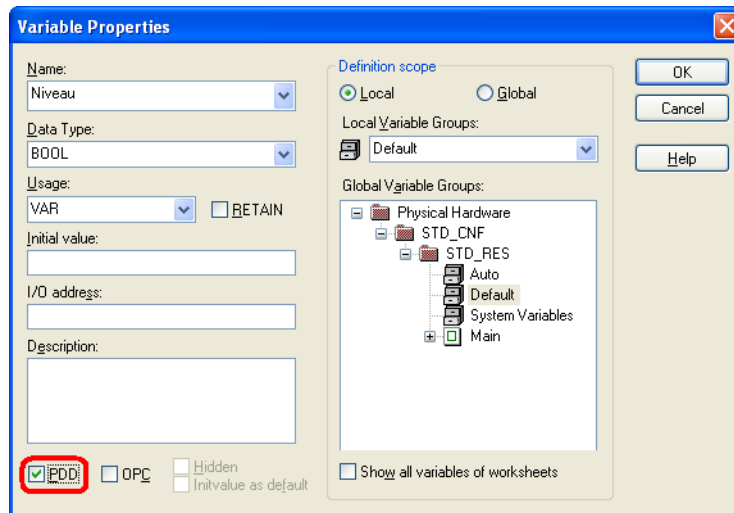 Variable Properties
Name:
Niveau
Data Type:
BOOL
Usage:
VAR
RETAIN
Initial value:
I/O address:
Description:
PDD
OPC
Hidden
Initvalue as default
Definition scope
Local
Global
Local Variable Groups:
Default
Global Variable Groups:
Physical Hardware
STD_CNF
STD_RES
Auto
Default
System Variables
Main
Show all variables of worksheets
OK
Cancel
Help